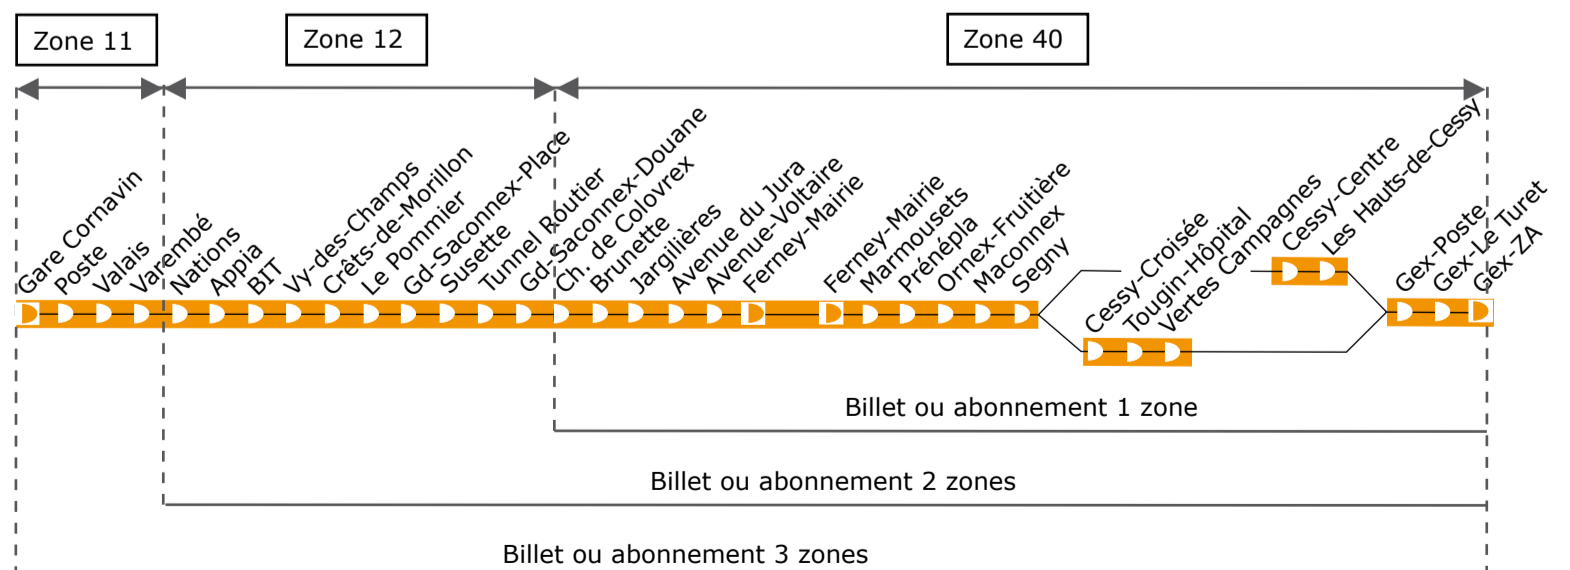 Zone 11
Zone 12
Zone 40
Gare Cornavin
Poste
Valais
Varembé
Nations
Appia
BIT
Vy-des-Champs
Crêts-de-Morillon
Le Pommier
Gd-Saconnex-Place
Susette
Tunnel Routier
Gd-Saconnex-Douane
Ch. de Colovrex
Brunette
Jargilières
Avenue du Jura
Avenue-Voltaire
Ferney-Mairie
Ferney-Mairie
Marmousets
Prénépla
Ornex-Fruitière
Maconnex
Segny
Cessy-Croisée
Tougin-Hôpital
Vertes Campagnes
Cessy-Centre
Les Hauts-de-Cessy
Gex-Poste
Gex-Le Turet
Gex-ZA
Billet ou abonnement 1 zone
Billet ou abonnement 2 zones
Billet ou abonnement 3 zones